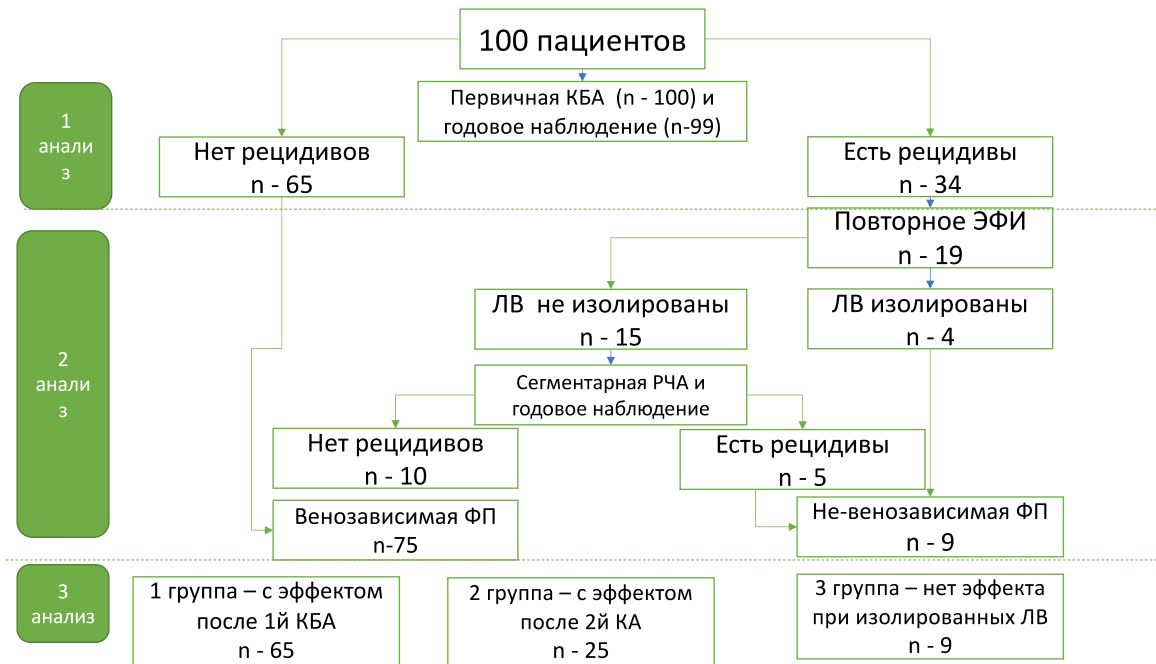 100 пациентов
Первичная КБА (n - 100) и
годовое наблюдение (n-99)
1
анали
з
Нет рецидивов
n - 65
Есть рецидивы
n - 34
Повторное ЭФИ
n - 19
2
анали
з
ЛВ не изолированы
n - 15
ЛВ изолированы
n - 4
Сегментарная РЧА и
годовое наблюдение
Нет рецидивов
n - 10
Есть рецидивы
n - 5
Венозависимая ФП
n-75
Не-венозависимая ФП
n - 9
3
анализ
1 группа – с эффектом
после 1й КБА
n - 65
2 группа – с эффектом
после 2й КА
n - 25
3 группа – нет эффекта
при изолированных ЛВ
n - 9